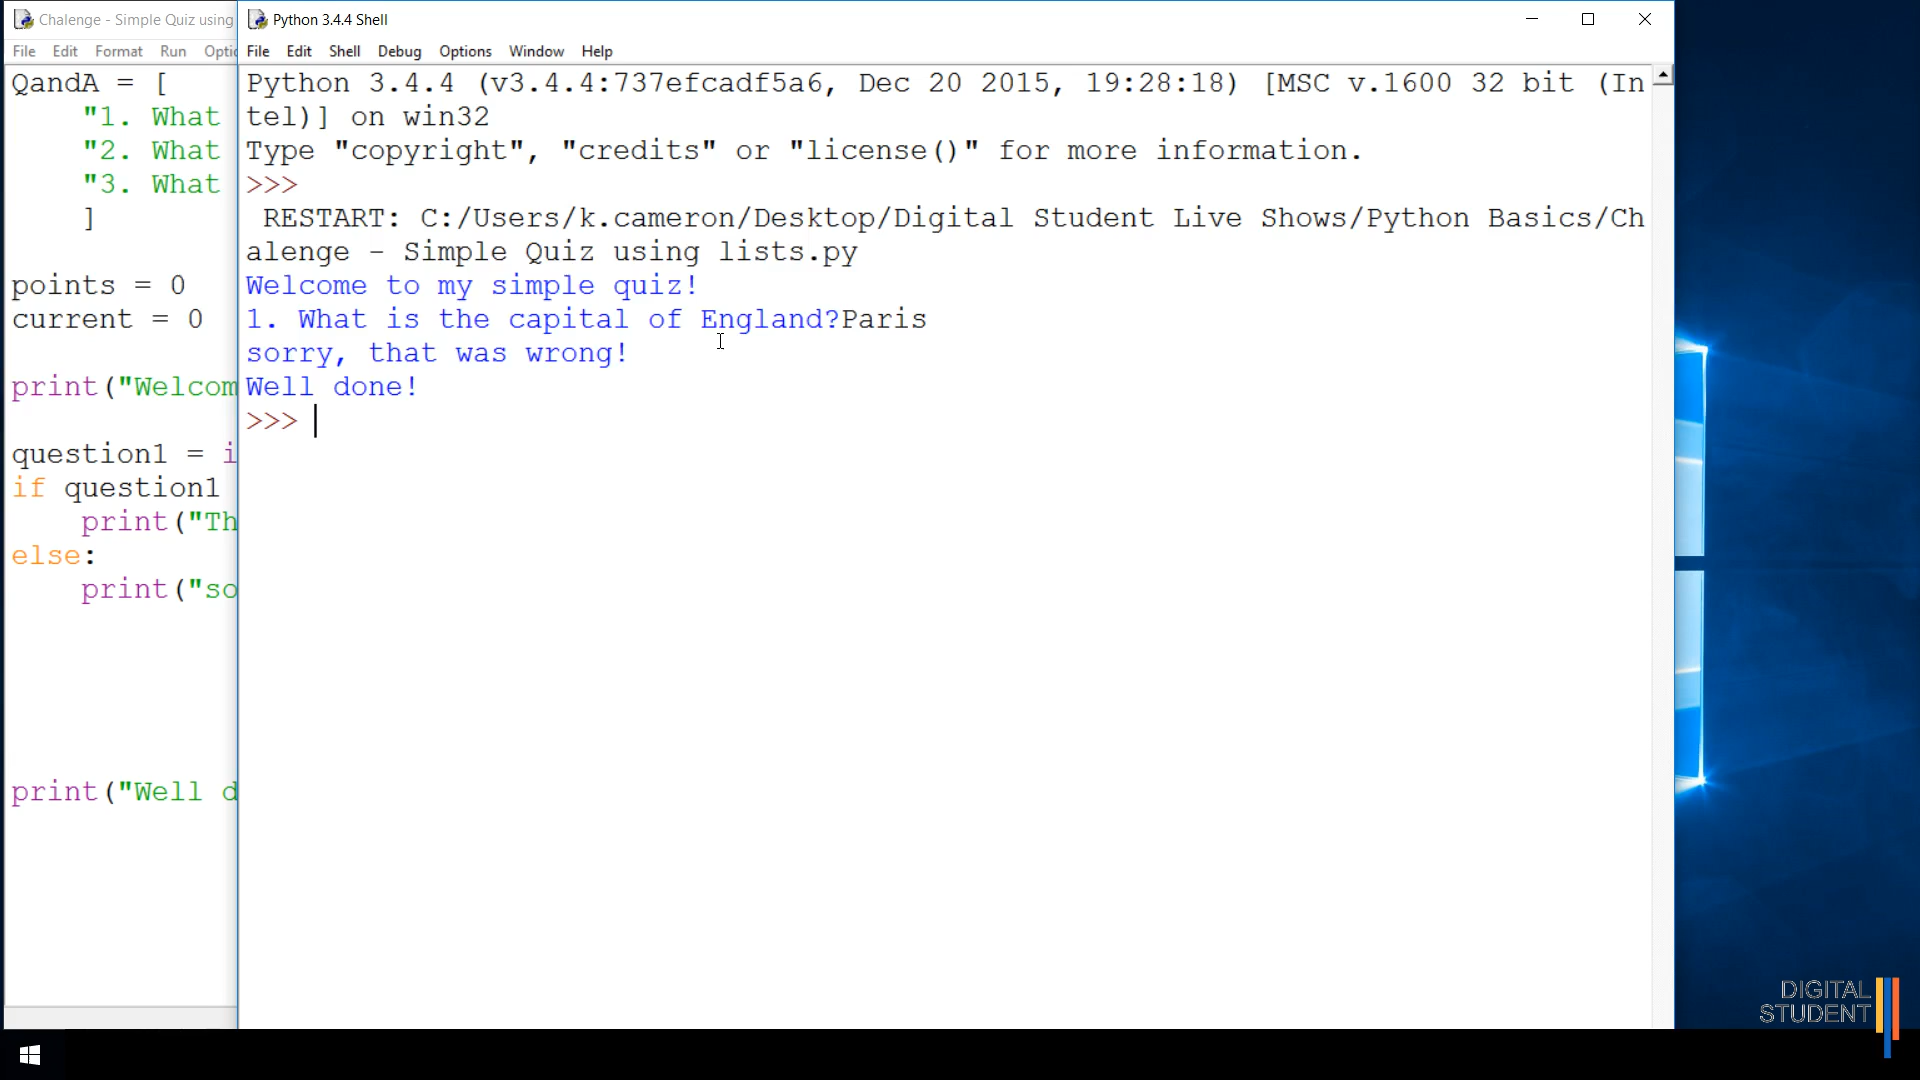 Chalenge - Simple Quiz using
File Edit Format Run Optio
QandA = [
"1. What
"2. What
"3. What
]
points = 0
current = 0
print("Welcom
question1 = i
if question1
print("Th
else:
print("so
print("Well d
Python 3.4.4 Shell
File Edit Shell Debug Options Window Help
Python 3.4.4 (v3.4.4:737efcadf5a6, Dec 20 2015, 19:28:18) [MSC v.1600 32 bit (In
tel)] on win32
Type "copyright", "credits" or "license()" for more information.
>>>
RESTART: C:/Users/k.cameron/Desktop/Digital Student Live Shows/Python Basics/Ch
alenge - Simple Quiz using lists.py
Welcome to my simple quiz!
1. What is the capital of England?Paris
sorry, that was wrong!
Well done!
>>>
DIGITAL
STUDENT